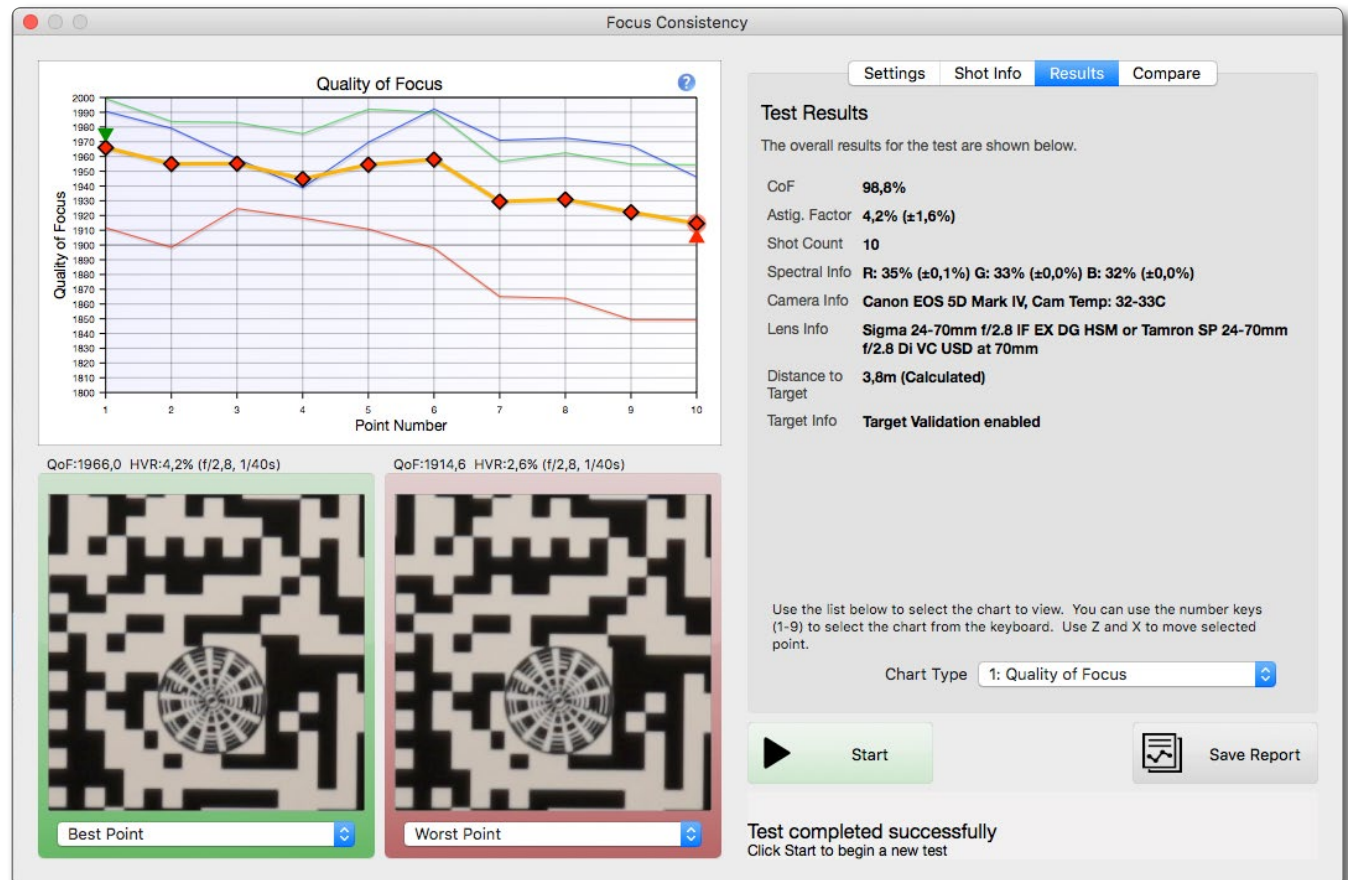 Focus Consistency
Quality of Focus
?
2000
1990
1980
1970
1960
1950
1940
1930
1920
1910
1900
1890
1880
1870
1860
1850
1840
1830
1820
1810
1800
Quality of Focus
1 2 3 4 5 6 7 8 9 10
Point Number
QoF:1966,0 HVR:4,2% (f/2,8, 1/40s)
QoF:1914,6 HVR:2,6% (f/2,8, 1/40s)
Best Point
Worst Point
Settings Shot Info Results Compare
Test Results
The overall results for the test are shown below.
CoF 98,8%
Astig. Factor 4,2% (±1,6%)
Shot Count 10
Spectral Info R: 35% (±0,1%) G: 33% (±0,0%) B: 32% (±0,0%)
Camera Info Canon EOS 5D Mark IV, Cam Temp: 32-33C
Lens Info Sigma 24-70mm f/2.8 IF EX DG HSM or Tamron SP 24-70mm
f/2.8 Di VC USD at 70mm
Distance to 3,8m (Calculated)
Target
Target Info Target Validation enabled
Use the list below to select the chart to view. You can use the number keys
(1-9) to select the chart from the keyboard. Use Z and X to move selected
point.
Chart Type 1: Quality of Focus
Start
Save Report
Test completed successfully
Click Start to begin a new test